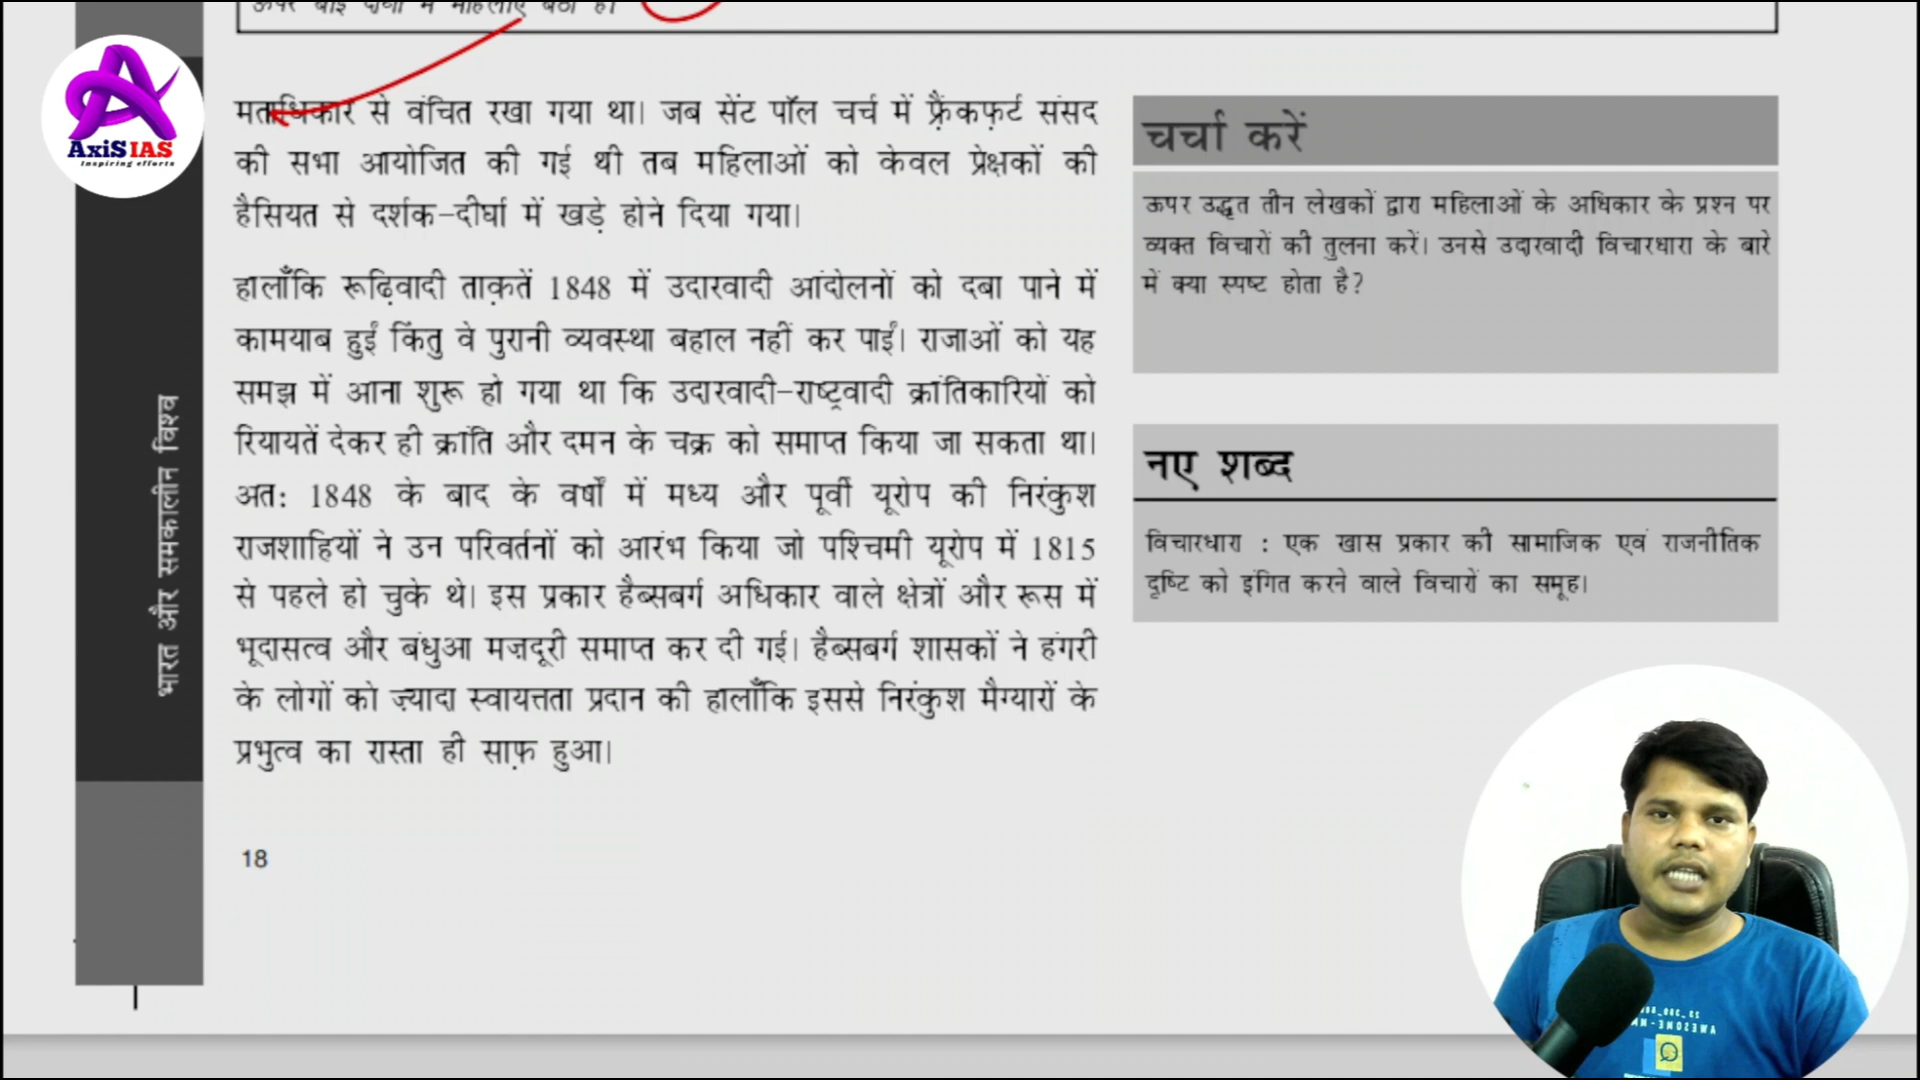 ऊपर बाईं दीर्घा में महिलाएँ बैठी हैं।
AxiS IAS
Inspiring efforts
मताधिकार से वंचित रखा गया था। जब सेंट पॉल चर्च में फ़्रैंकफ़र्ट संसद
की सभा आयोजित की गई थी तब महिलाओं को केवल प्रेक्षकों की
हैसियत से दर्शक-दीर्घा में खड़े होने दिया गया।
हालाँकि रूढ़िवादी ताक़तें 1848 में उदारवादी आंदोलनों को दबा पाने में
कामयाब हुईं किंतु वे पुरानी व्यवस्था बहाल नहीं कर पाईं। राजाओं को यह
समझ में आना शुरू हो गया था कि उदारवादी-राष्ट्रवादी क्रांतिकारियों को
रियायतें देकर ही क्रांति और दमन के चक्र को समाप्त किया जा सकता था।
अतः 1848 के बाद के वर्षों में मध्य और पूर्वी यूरोप की निरंकुश
राजशाहियों ने उन परिवर्तनों को आरंभ किया जो पश्चिमी यूरोप में 1815
से पहले हो चुके थे। इस प्रकार हैब्सबर्ग अधिकार वाले क्षेत्रों और रूस में
भूदासत्व और बंधुआ मज़दूरी समाप्त कर दी गई। हैब्सबर्ग शासकों ने हंगरी
के लोगों को ज़्यादा स्वायत्तता प्रदान की हालाँकि इससे निरंकुश मैग्यारों के
प्रभुत्व का रास्ता ही साफ़ हुआ।
चर्चा करें
ऊपर उद्धृत तीन लेखकों द्वारा महिलाओं के अधिकार के प्रश्न पर
व्यक्त विचारों की तुलना करें। उनसे उदारवादी विचारधारा के बारे
में क्या स्पष्ट होता है?
नए शब्द
विचारधारा : एक खास प्रकार की सामाजिक एवं राजनीतिक
दृष्टि को इंगित करने वाले विचारों का समूह।
भारत और समकालीन विश्व
18